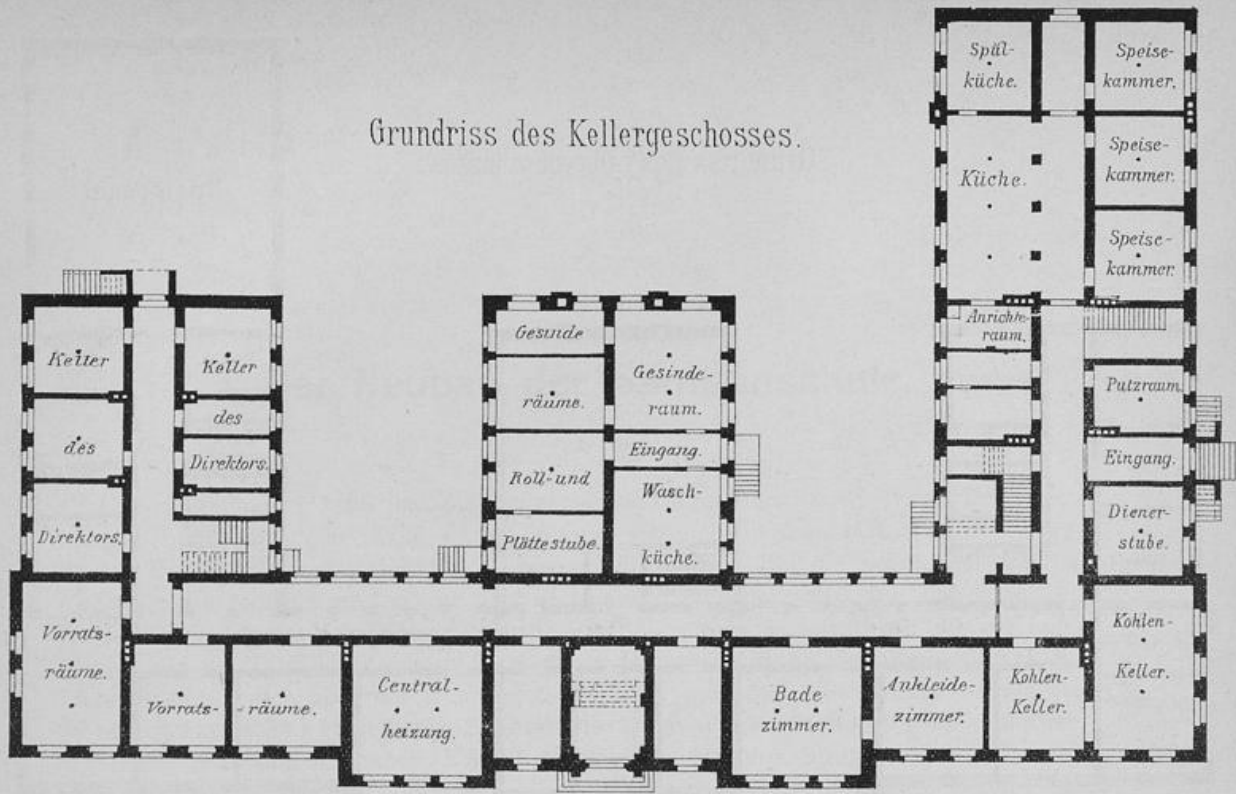 Grundriss des Kellergeschosses.
Spül-
küche.
Speise-
kammer.
Küche.
Speise-
kammer.
Speise-
kammer.
Anrichte-
raum.
Putzraum.
Eingang.
Diener-
stube.
Keller
des
Direktors.
Keller
des
Direktors.
Gesinde
räume.
Gesinde-
raum.
Eingang.
Roll- und
Plättestube.
Wasch-
küche.
Vorrats-
räume.
Vorrats-
räume.
Central-
heizung.
Bade
zimmer.
Ankleide-
zimmer.
Kohlen-
Keller.
Kohlen-
Keller.